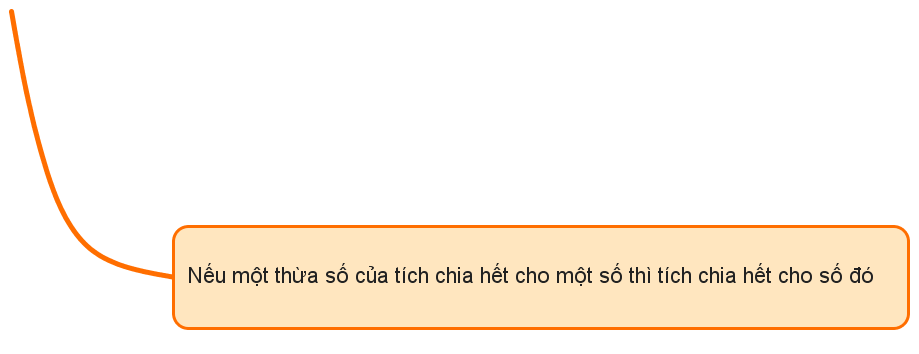 Nếu một thừa số của tích chia hết cho một số thì tích chia hết cho số đó